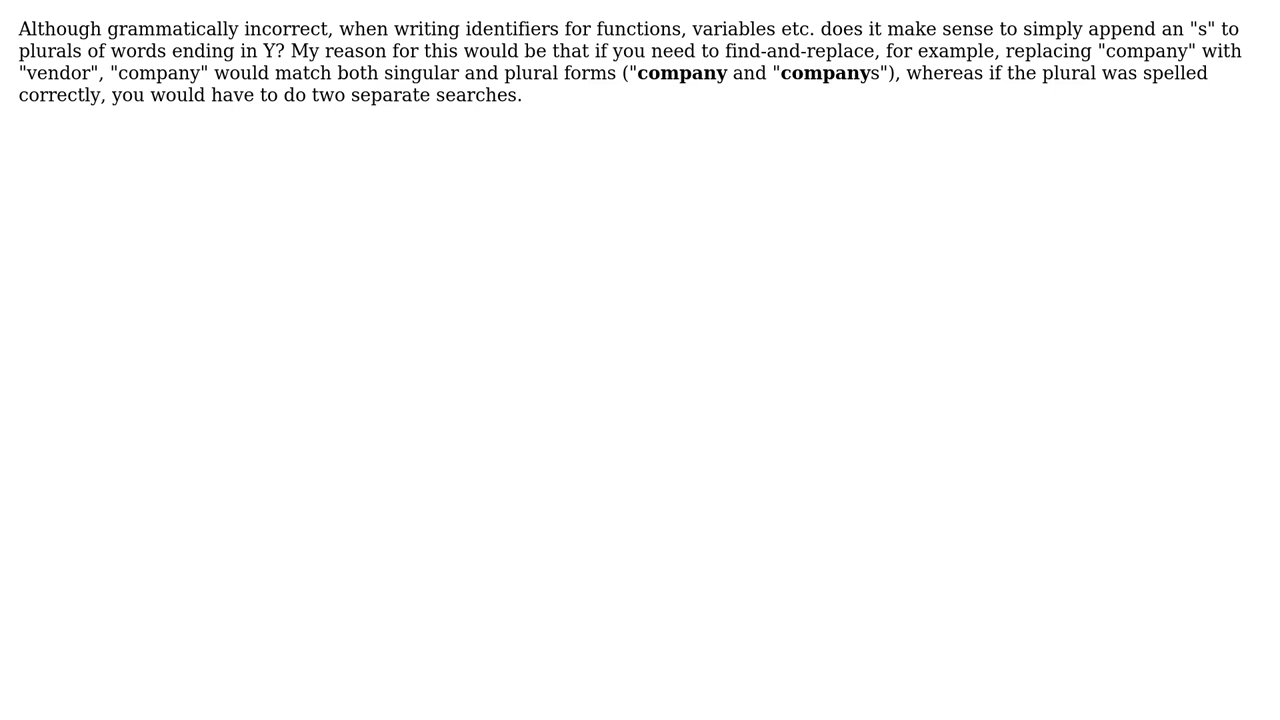 Although grammatically incorrect, when writing identifiers for functions, variables etc. does it make sense to simply append an "s" to
plurals of words ending in Y? My reason for this would be that if you need to find-and-replace, for example, replacing "company" with
"vendor", "company" would match both singular and plural forms ("company and "companys"), whereas if the plural was spelled
correctly, you would have to do two separate searches.